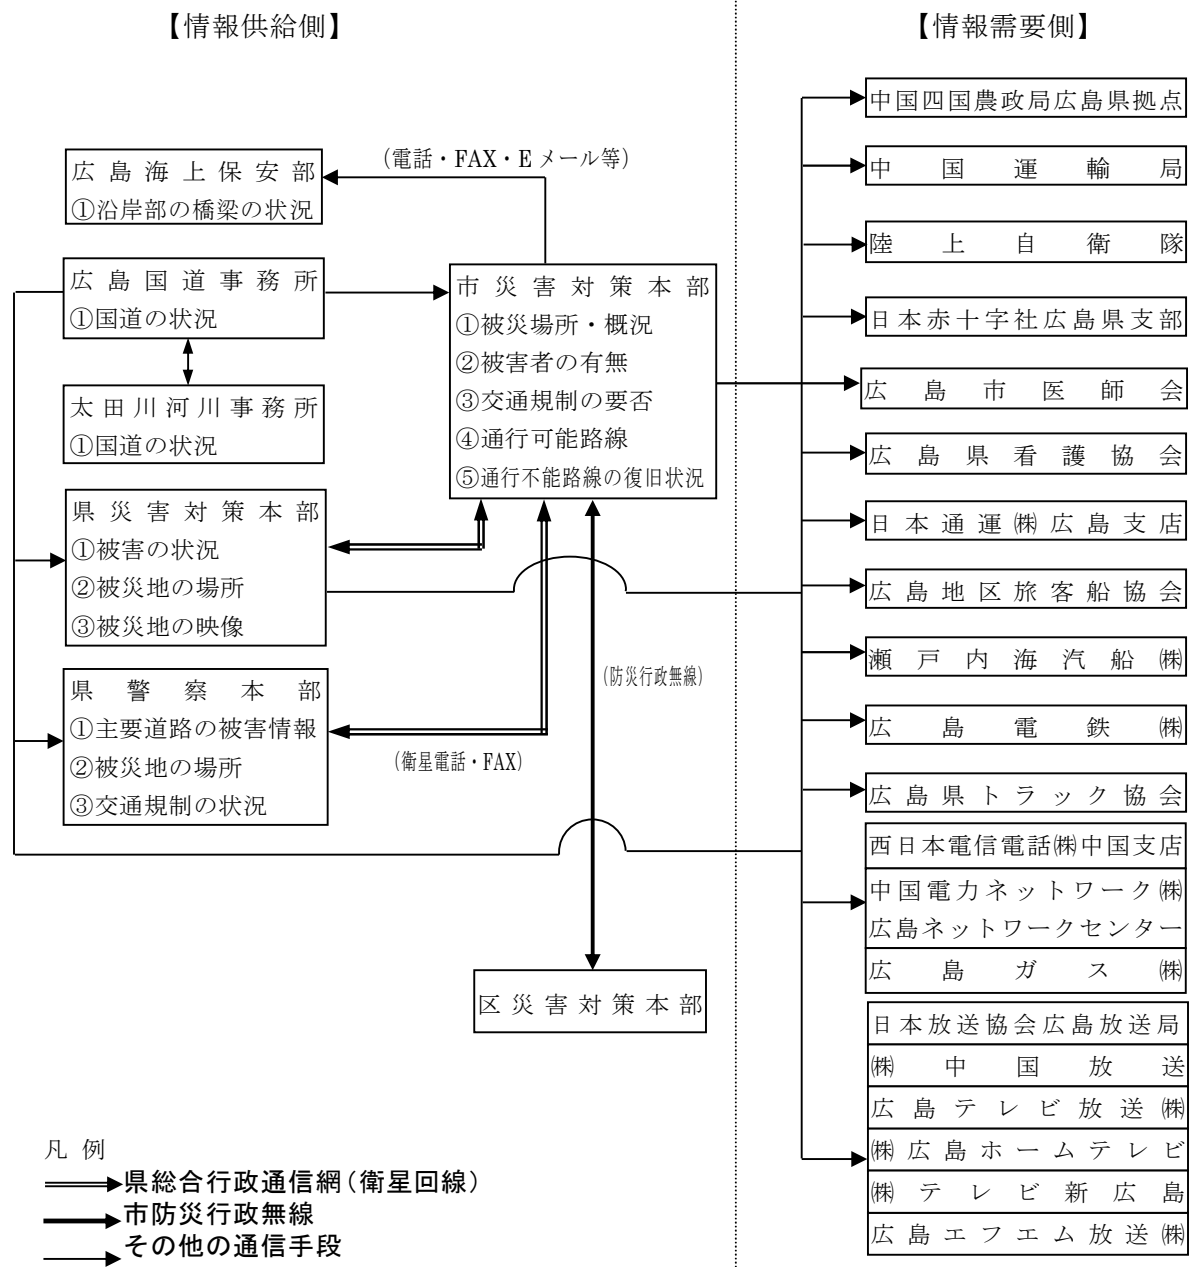 【情報供給側】
【情報需要側】
(電話・FAX・Eメール等)
広島海上保安部
①沿岸部の橋梁の状況
広島国道事務所
①国道の状況
太田川河川事務所
①国道の状況
県災害対策本部
①被害の状況
②被災地の場所
③被災地の映像
県警察本部
①主要道路の被害情報
②被災地の場所
③交通規制の状況
市災害対策本部
①被災場所・概況
②被害者の有無
③交通規制の要否
④通行可能路線
⑤通行不能路線の復旧状況
(防災行政無線)
(衛星電話・FAX)
区災害対策本部
中国四国農政局広島県拠点
中国運輸局
陸上自衛隊
日本赤十字社広島県支部
広島市医師会
広島県看護協会
日本通運㈱広島支店
広島地区旅客船協会
瀬戸内海汽船㈱
広島電鉄㈱
広島県トラック協会
西日本電信電話㈱中国支店
中国電力ネットワーク㈱
広島ネットワークセンター
広島ガス㈱
日本放送協会広島放送局
㈱中国放送
広島テレビ放送㈱
㈱広島ホームテレビ
㈱テレビ新広島
広島エフエム放送㈱
凡例
県総合行政通信網(衛星回線)
市防災行政無線
その他の通信手段